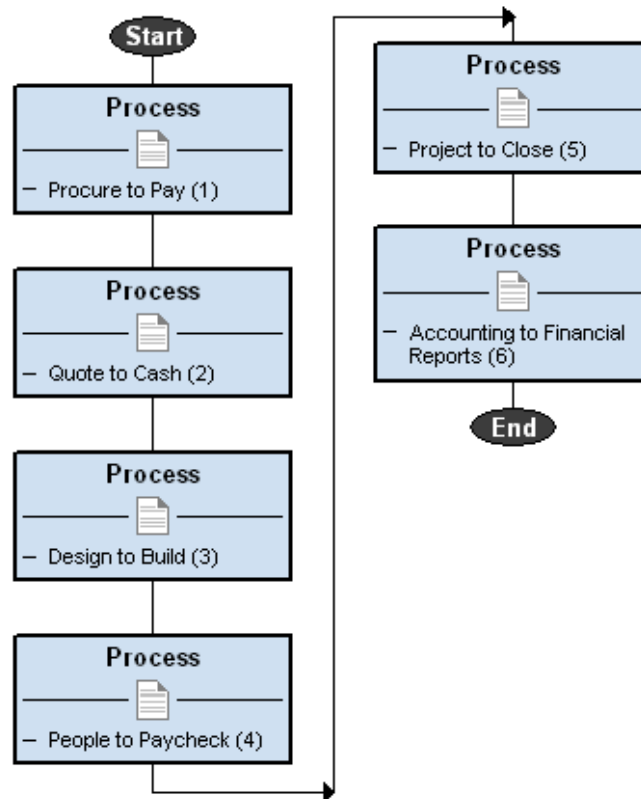 Start
Process
– Procure to Pay (1)
Process
– Quote to Cash (2)
Process
– Design to Build (3)
Process
– People to Paycheck (4)
Process
– Project to Close (5)
Process
– Accounting to Financial
Reports (6)
End